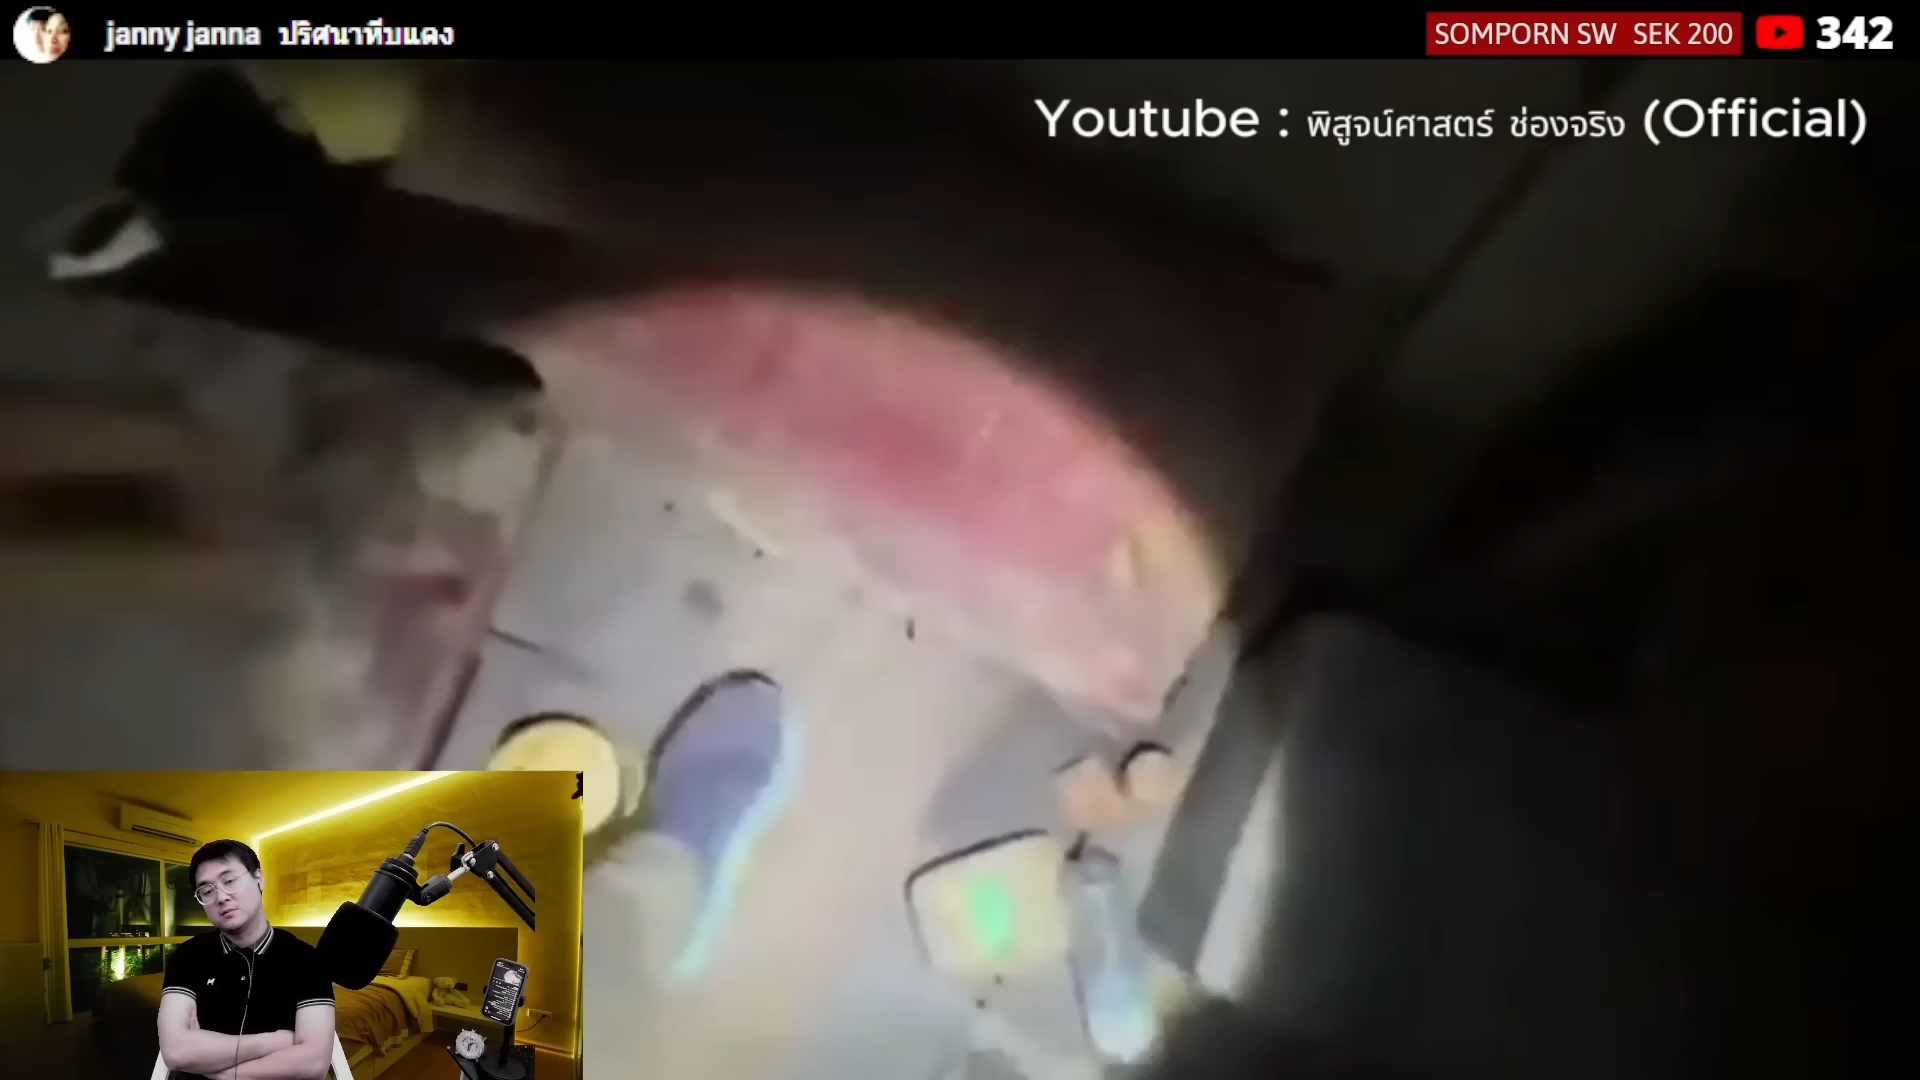 janny janna ปริศนาหีบแดง
SOMPORN SW SEK 200
342
Youtube : พิสูจน์ศาสตร์ ช่องจริง (Official)